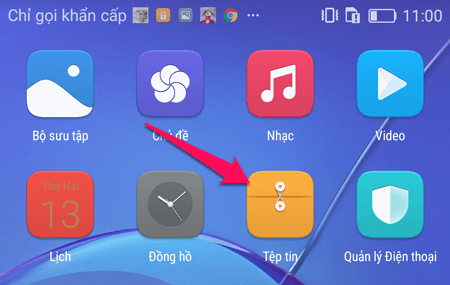 Chỉ gọi khẩn cấp ... 11:00
Bộ sưu tập Chủ đề Nhạc Video
Thứ Hai
13
Lịch Đồng hồ Tệp tin Quản lý Điện thoại